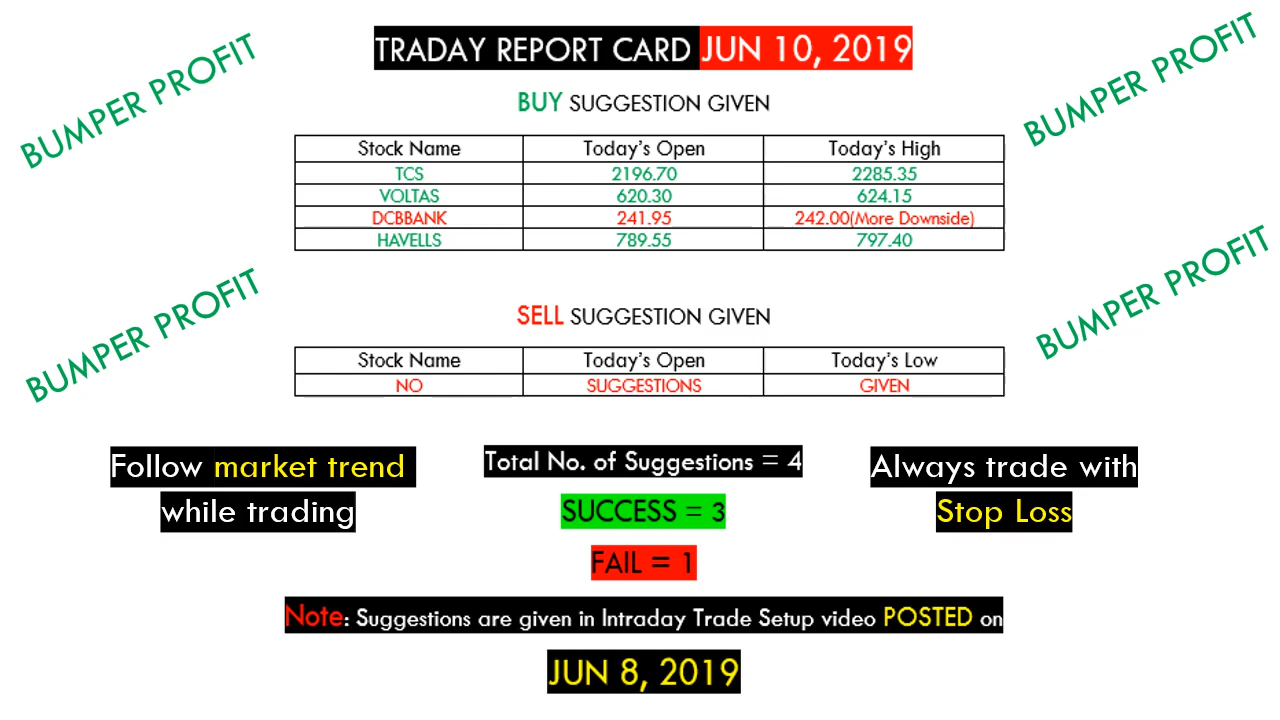 TRADAY REPORT CARD JUN 10, 2019
BUMPER PROFIT
BUMPER PROFIT
BUY SUGGESTION GIVEN
Stock Name Today's Open Today's High
TCS 2196.70 2285.35
VOLTAS 620.30 624.15
DCBBANK 241.95 242.00(More Downside)
HAVELLS 789.55 797.40
BUMPER PROFIT
BUMPER PROFIT
SELL SUGGESTION GIVEN
Stock Name Today's Open Today's Low
NO SUGGESTIONS GIVEN
Follow market trend
while trading
Total No. of Suggestions = 4
SUCCESS = 3
FAIL = 1
Always trade with
Stop Loss
Note: Suggestions are given in Intraday Trade Setup video POSTED on
JUN 8, 2019